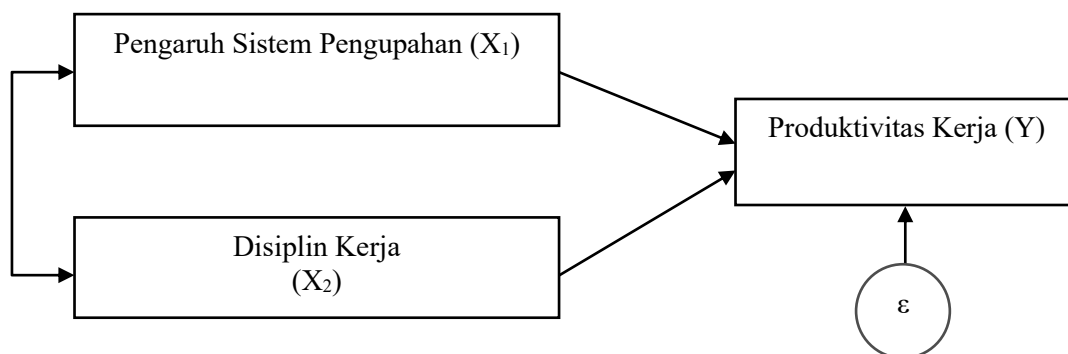 Pengaruh Sistem Pengupahan (X₁)
Produktivitas Kerja (Y)
Disiplin Kerja
(X₂)
ε